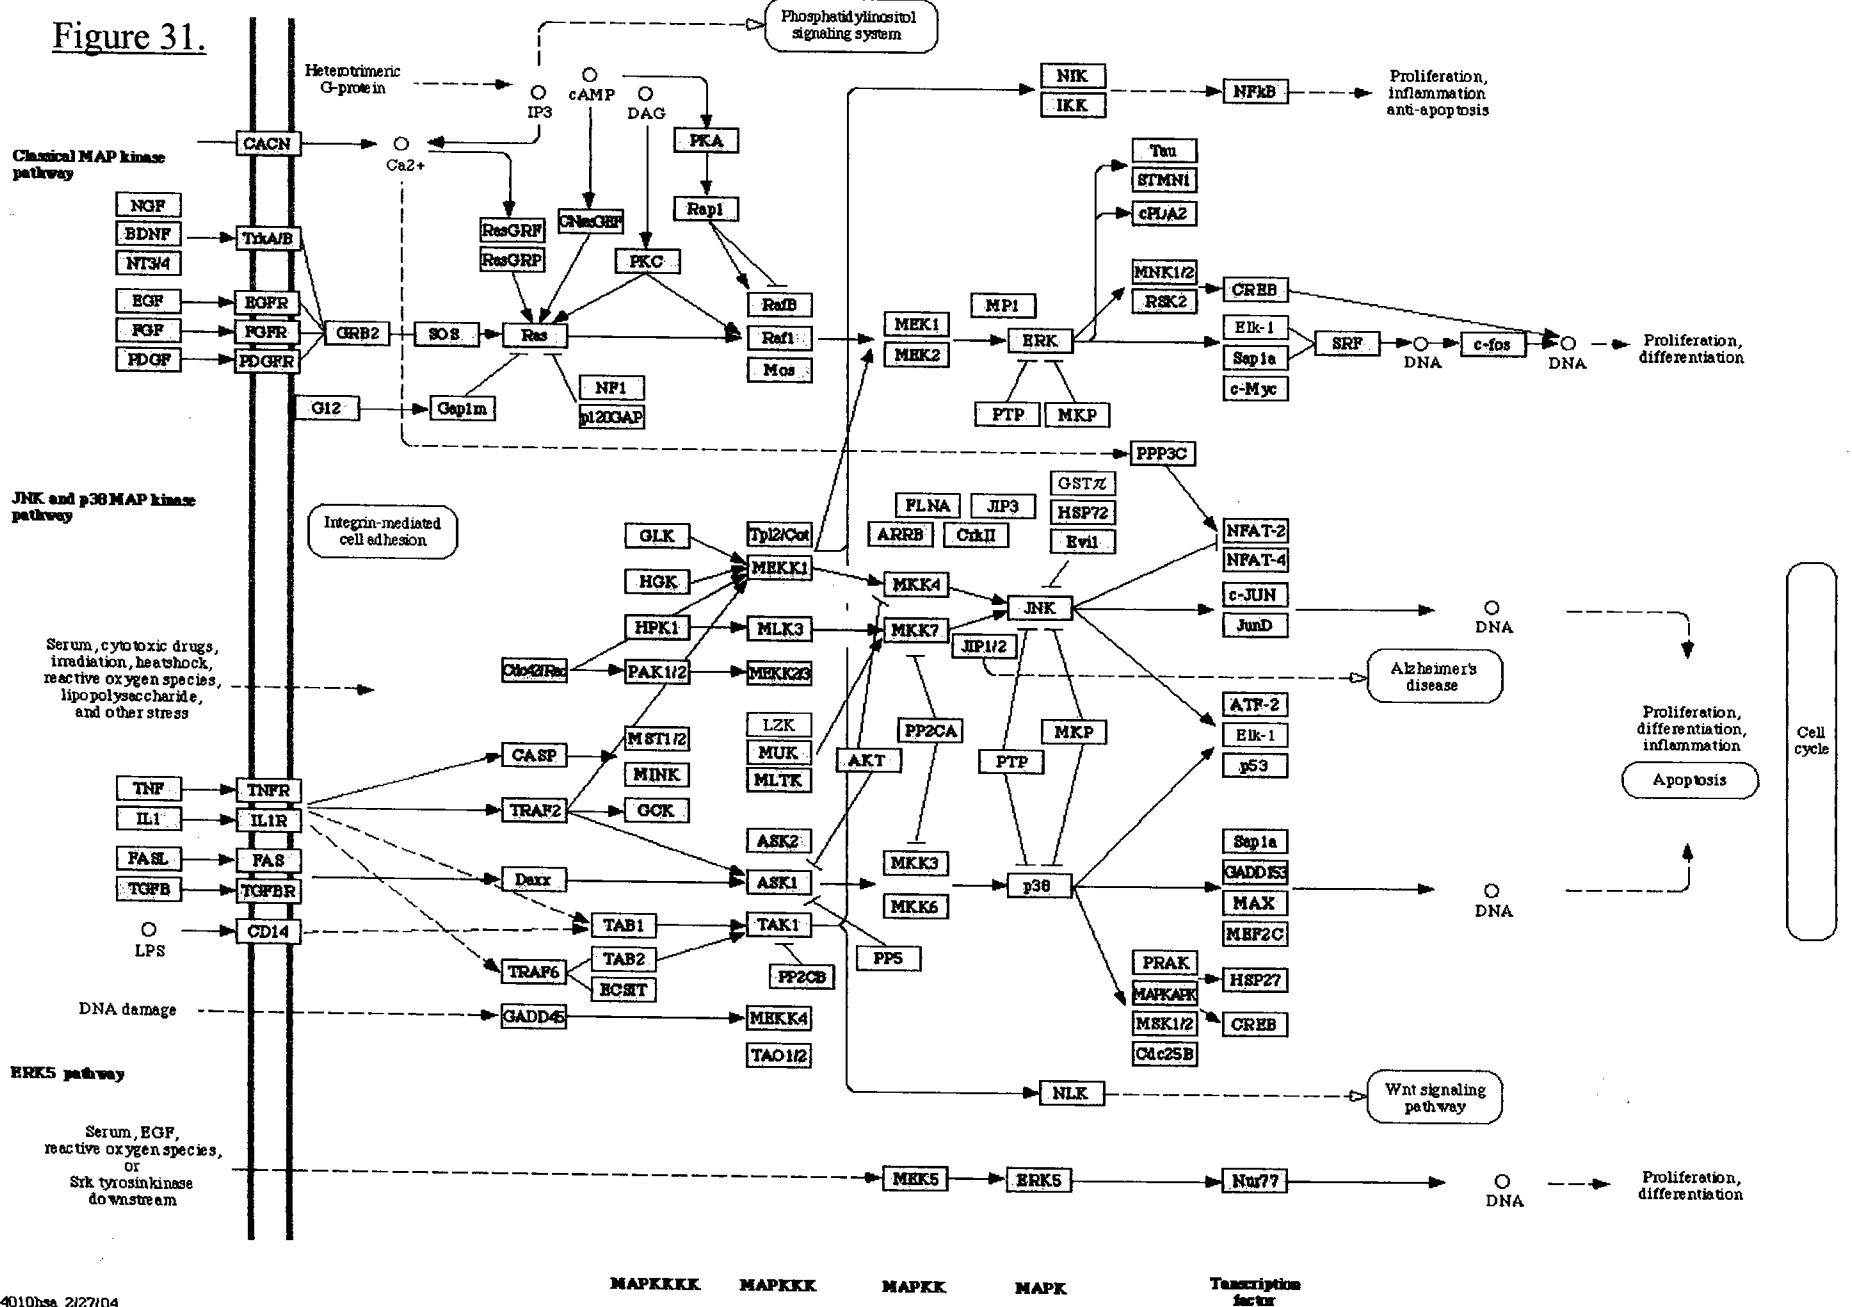 Figure 31.
Phosphatidylinositol
signaling system
Heterotrimeric
G-protein
IP3
cAMP
DAG
NIK
IKK
NFkB
Proliferation,
inflammation
anti-apoptosis
CACN
Ca2+
PKA
Classical MAP kinase
pathway
Tau
STMN1
cPLA2
NGF
BDNF
NT3/4
TrkA/B
RasGRF
RasGRP
CNasGEF
PKC
Rap1
EGF
EGFR
FGF
FGFR
PDGF
PDGFR
GRB2
SOS
Ras
RafB
Raf1
Mos
MEK1
MEK2
MP1
ERK
MNK1/2
RSK2
CREB
Elk-1
Sap1a
c-Myc
SRF
DNA
c-fos
DNA
Proliferation,
differentiation
G12
Gap1m
NF1
p120GAP
PTP
MKP
PPP3C
JNK and p38 MAP kinase
pathway
Integrin-mediated
cell adhesion
GLK
HGK
HPK1
Tpl2/Cot
MEKK1
MLK3
FLNA
JIP3
ARRB
CrkII
GSTπ
HSP72
Evi1
NFAT-2
NFAT-4
MKK4
MKK7
JNK
c-JUN
JunD
DNA
JIP1/2
Serum, cytotoxic drugs,
irradiation, heatshock,
reactive oxygen species,
lipopolysaccharide,
and other stress
Cdc42/Rac
PAK1/2
MEKK2/3
Alzheimer's
disease
LZK
MUK
MLTK
AKT
PP2CA
PTP
MKP
ATF-2
Elk-1
p53
Proliferation,
differentiation,
inflammation
Apoptosis
Cell
cycle
CASP
MST1/2
MINK
TNF
TNFR
IL1
IL1R
TRAF2
GCK
FASL
FAS
TGFB
TGFBR
Daxx
ASK2
ASK1
MKK3
MKK6
p38
Sap1a
GADD153
MAX
MEF2C
DNA
LPS
CD14
TAB1
TAK1
TRAF6
TAB2
ECSIT
PP2CB
PP5
PRAK
MAPKAPK
MSK1/2
Cdc25B
HSP27
CREB
DNA damage
GADD45
MEKK4
TAO1/2
ERK5 pathway
NLK
Wnt signaling
pathway
Serum, EGF,
reactive oxygen species,
or
Srk tyrosinkinase
downstream
MEK5
ERK5
Nur77
DNA
Proliferation,
differentiation
MAPKKKK
MAPKKK
MAPKK
MAPK
Transcription
factor
4010hsa 2/27/04